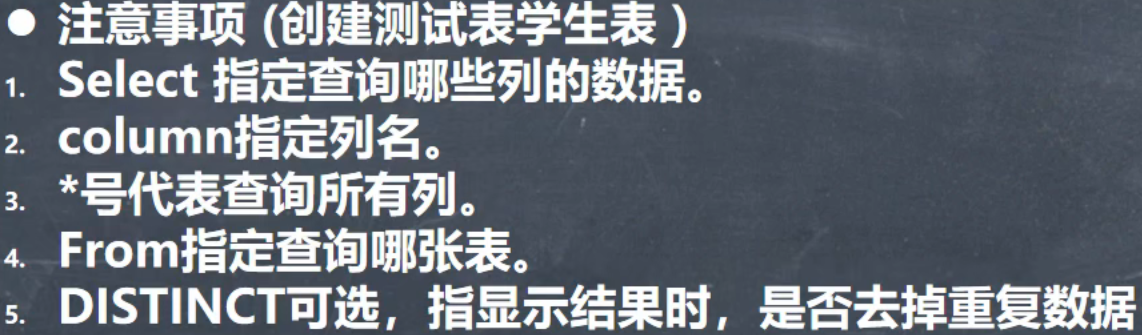 ● 注意事项 (创建测试表学生表 )
1. Select 指定查询哪些列的数据。
2. column指定列名。
3. *号代表查询所有列。
4. From指定查询哪张表。
5. DISTINCT可选，指显示结果时，是否去掉重复数据